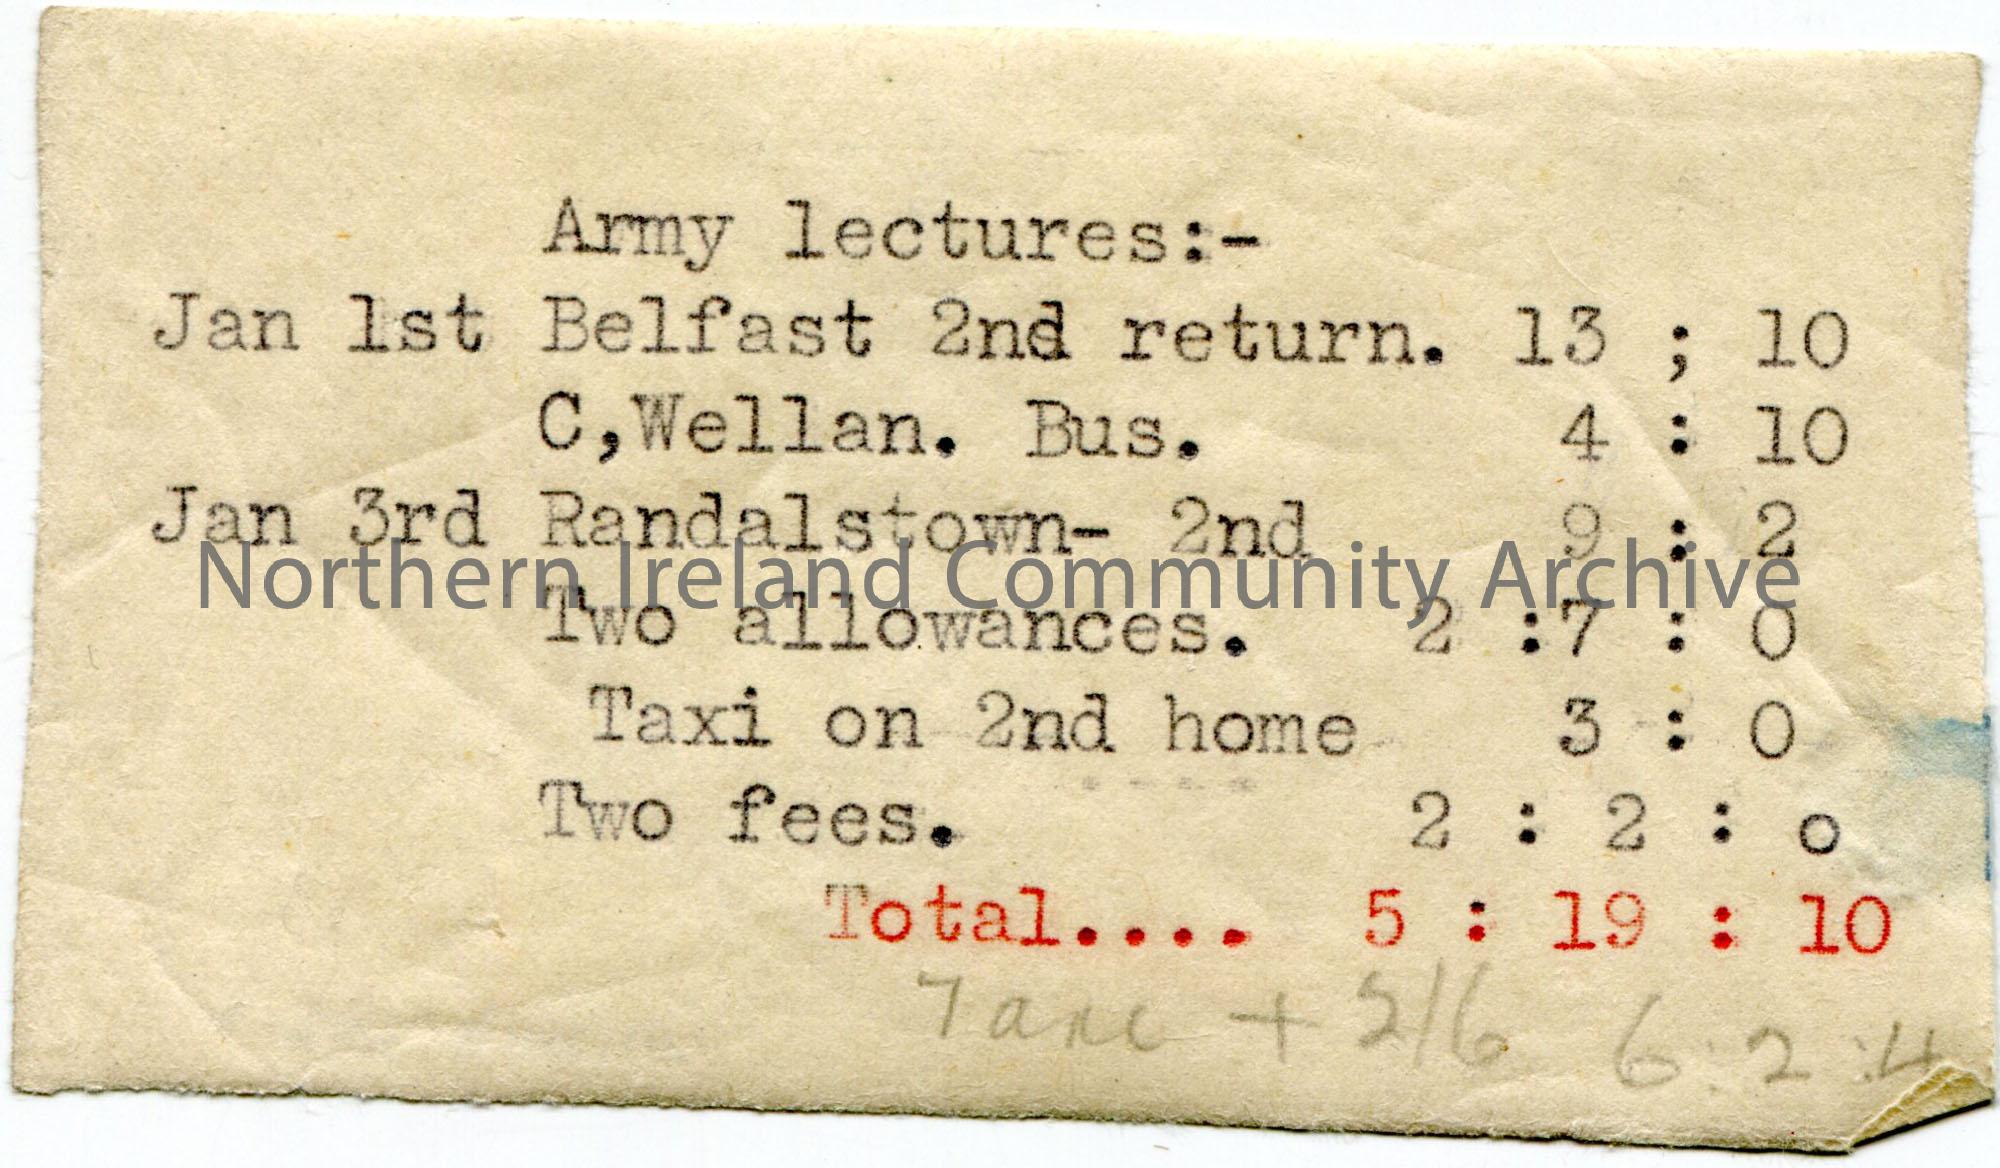 Army lectures:-
Jan 1st Belfast 2nd return. 13 ; 10
C,Wellan. Bus. 4 : 10
Jan 3rd Randalstown- 2nd 9 : 2
Northern Ireland Community Archive
Two allowances. 2 :7 : 0
Taxi on 2nd home 3 : 0
Two fees. 2 : 2 : o
Total.... 5 : 19 : 10
Taxi + 2/6 6:2:4